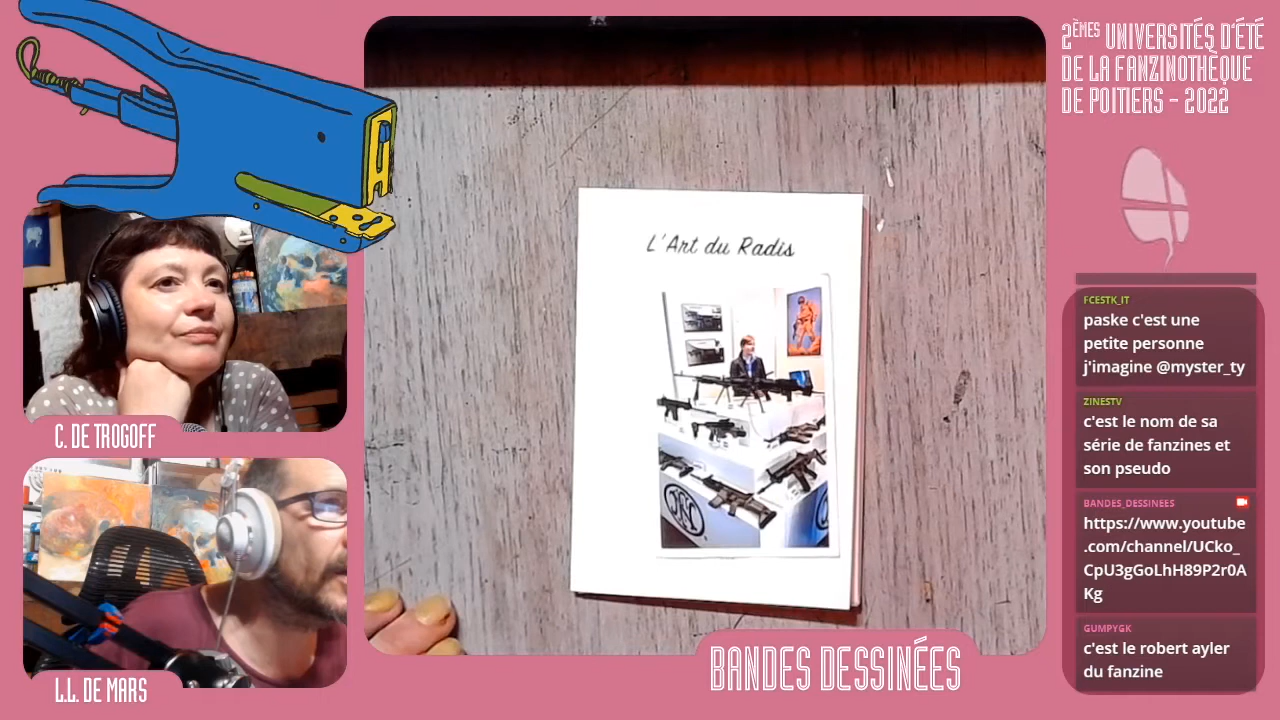 2ÈMES UNIVERSITÉS D'ÉTÉ
DE LA FANZINOTHÈQUE
DE POITIERS - 2022
L'Art du Radis
FN
C. DE TROGOFF
L.L. DE MARS
BANDES DESSINÉES
FCESTK_IT
paske c'est une
petite personne
j'imagine @myster_ty
ZINESTV
c'est le nom de sa
série de fanzines et
son pseudo
BANDES_DESSINEES
https://www.youtube
.com/channel/UCko_
CpU3gGoLhH89P2r0A
Kg
GUMPYGK
c'est le robert ayler
du fanzine